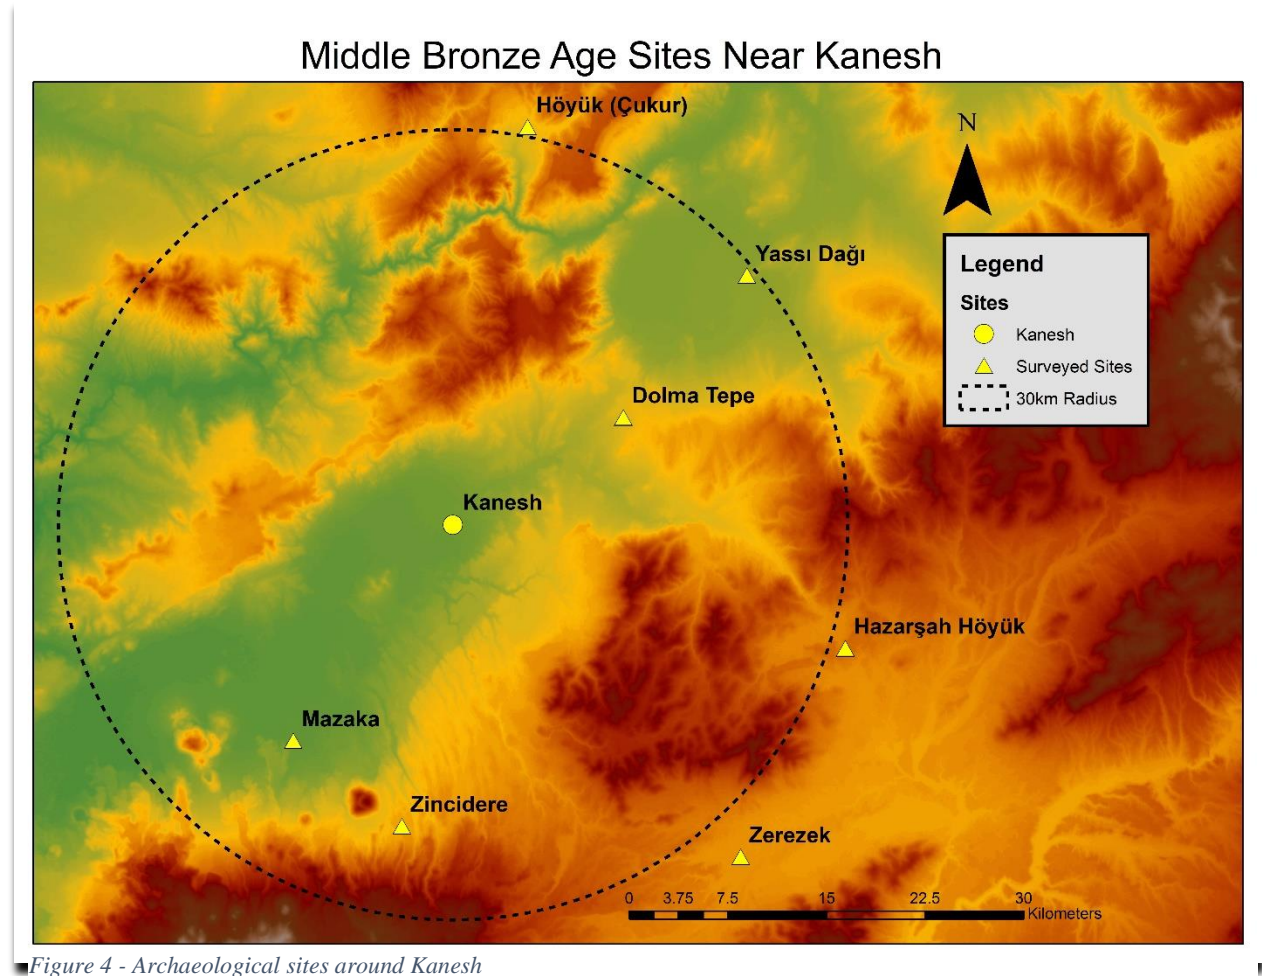 Middle Bronze Age Sites Near Kanesh
Höyük (Çukur)
N
Yassı Dağı
Legend
Sites
Kanesh
Surveyed Sites
30km Radius
Dolma Tepe
Kanesh
Hazarşah Höyük
Mazaka
Zincidere
Zerezek
0 3.75 7.5 15 22.5 30
Kilometers
Figure 4 - Archaeological sites around Kanesh